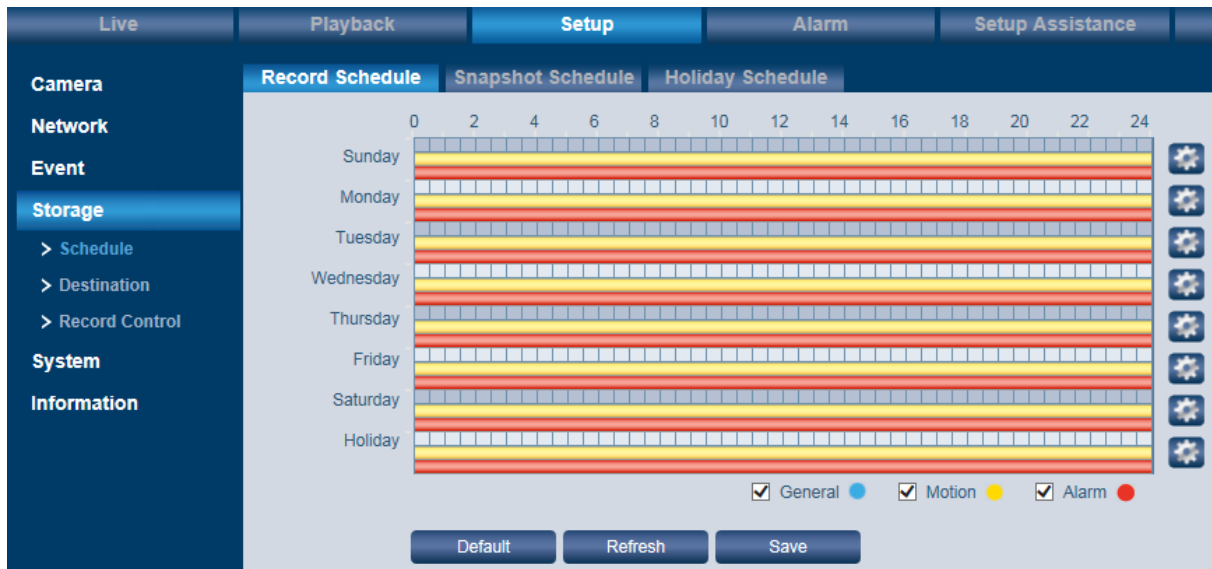 Live Playback Setup Alarm Setup Assistance
Camera
Network
Event
Storage
> Schedule
> Destination
> Record Control
System
Information
Record Schedule Snapshot Schedule Holiday Schedule
0 2 4 6 8 10 12 14 16 18 20 22 24
Sunday
Monday
Tuesday
Wednesday
Thursday
Friday
Saturday
Holiday
General Motion Alarm
Default Refresh Save